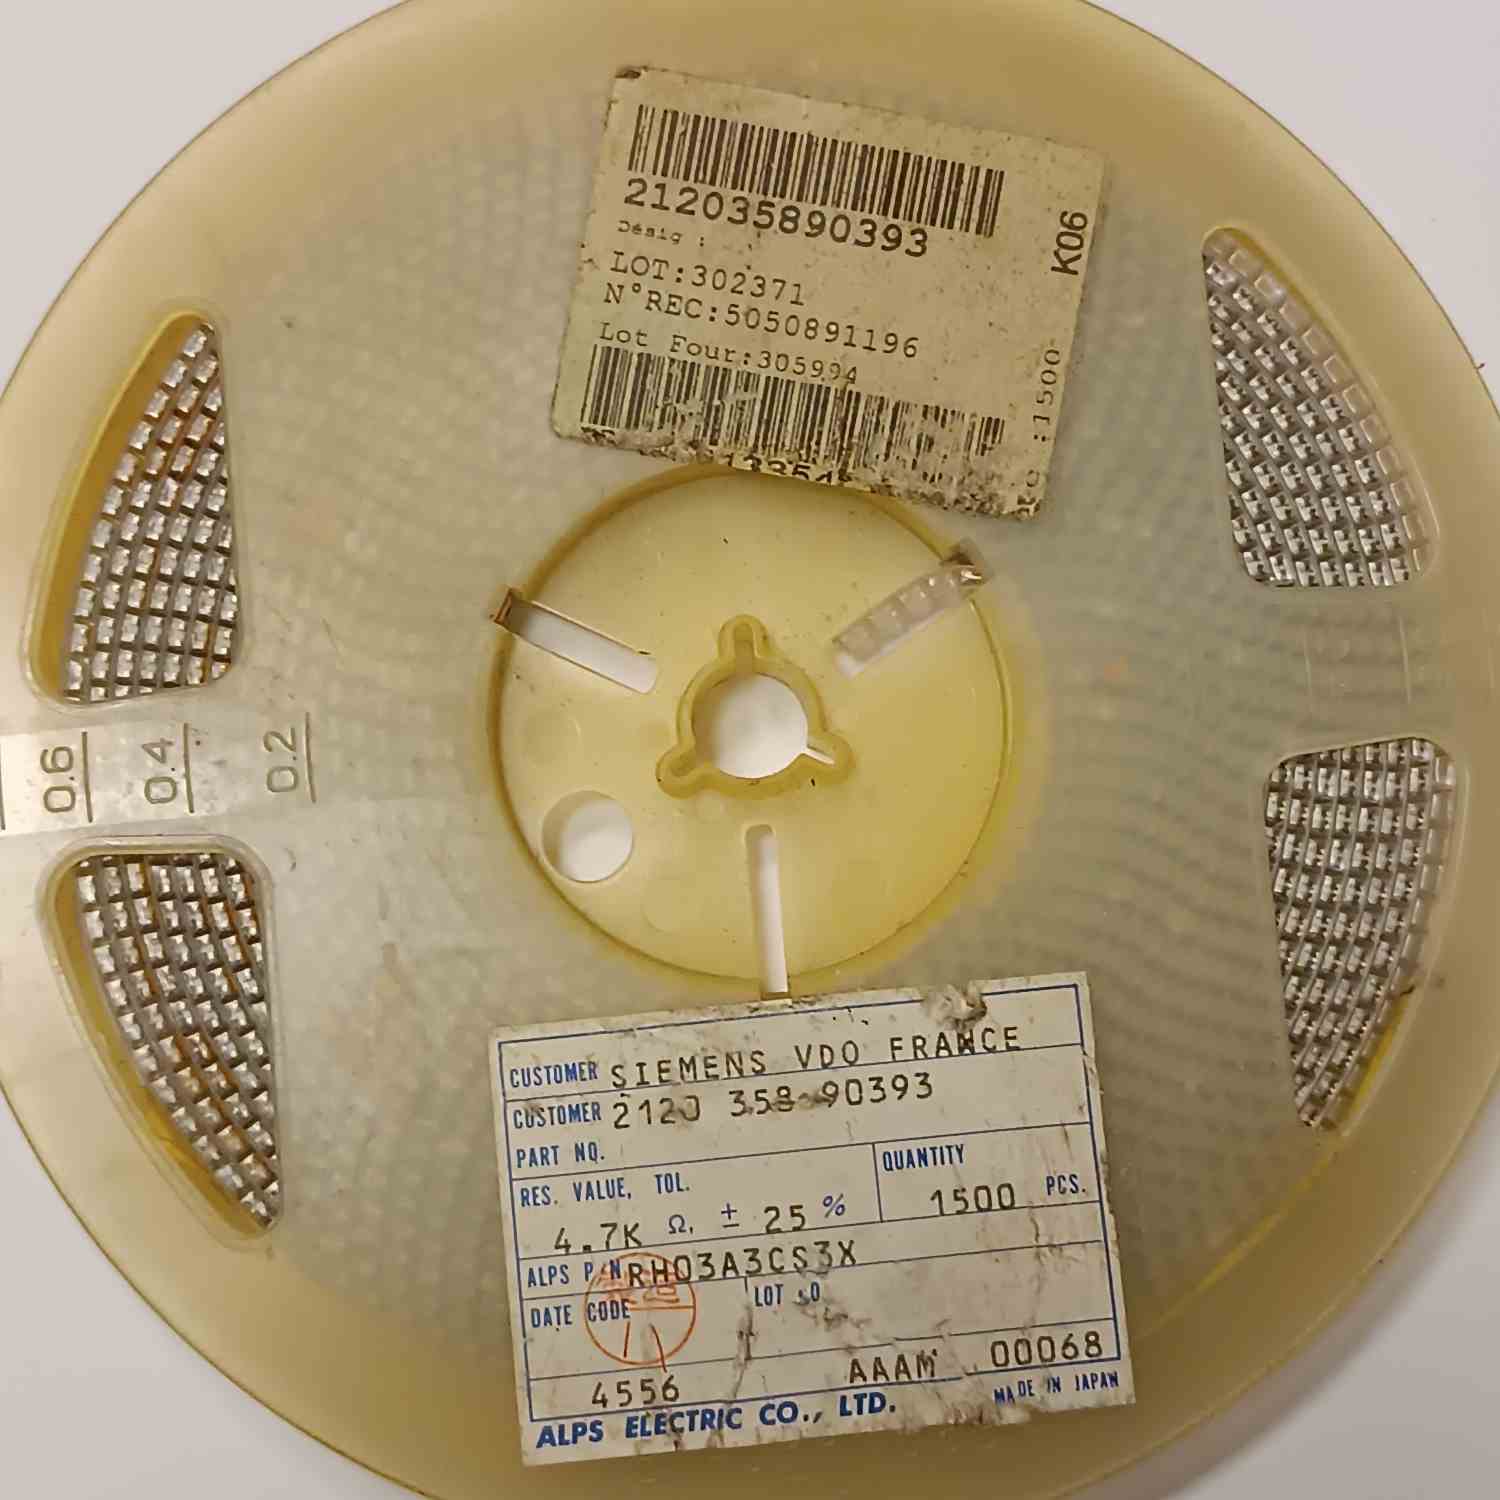 212035890393
Désig :
LOT:302371
N°REC:5050891196
Lot Four:305994
K06
:1500
0.6
0.4
0.2
CUSTOMER SIEMENS VDO FRANCE
CUSTOMER PART NO. 2120 358-90393
RES. VALUE, TOL.
4.7K Ω, ± 25 %
QUANTITY
1500 PCS.
ALPS P/N RH03A3CS3X
DATE CODE
LOT
4556
AAAM 00068
ALPS ELECTRIC CO., LTD.
MADE IN JAPAN